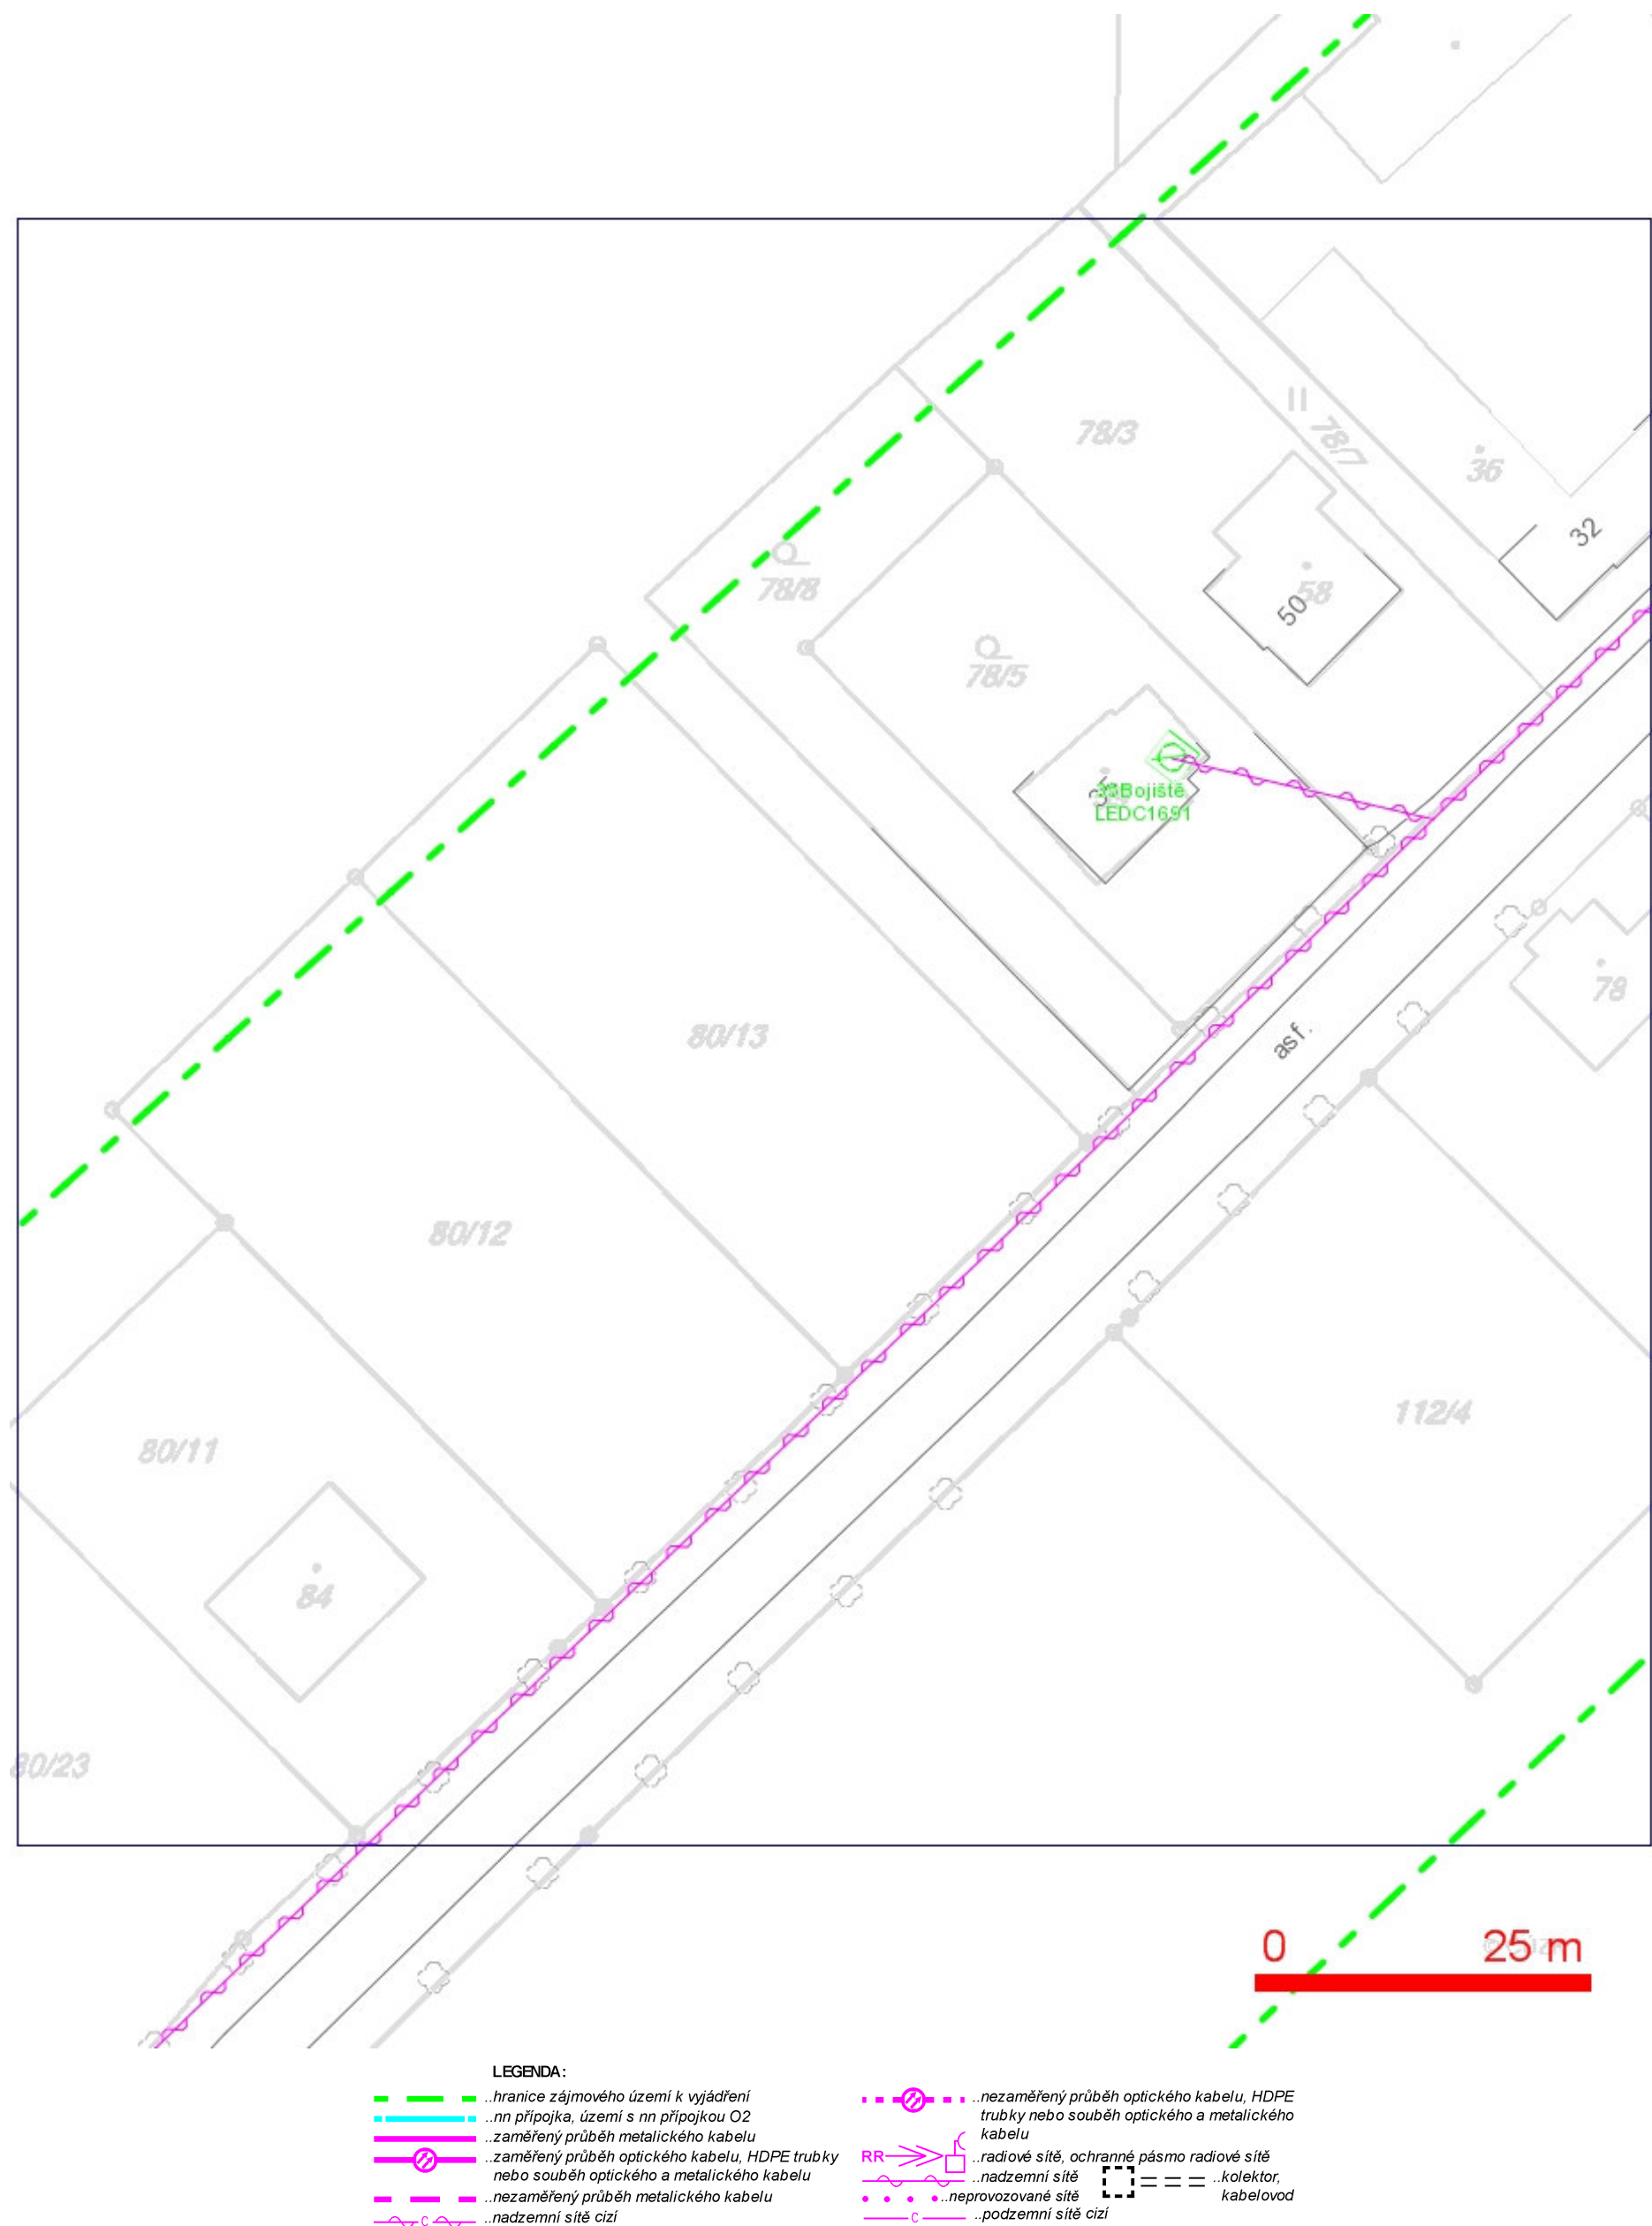 78/3
78/7
36
32
78/8
58
50
78/5
Bojiště
LEDC1691
78
80/13
asf.
80/12
112/4
80/11
84
80/23
0 25 m
LEGENDA:
..hranice zájmového území k vyjádření
..nn přípojka, území s nn přípojkou O2
..zaměřený průběh metalického kabelu
..zaměřený průběh optického kabelu, HDPE trubky
nebo souběh optického a metalického kabelu
..nezaměřený průběh metalického kabelu
C ..nadzemní sítě cizí
..nezaměřený průběh optického kabelu, HDPE
trubky nebo souběh optického a metalického
kabelu
RR ..radiové sítě, ochranné pásmo radiové sítě
..nadzemní sítě
..kolektor,
kabelovod
..neprovozované sítě
C ..podzemní sítě cizí